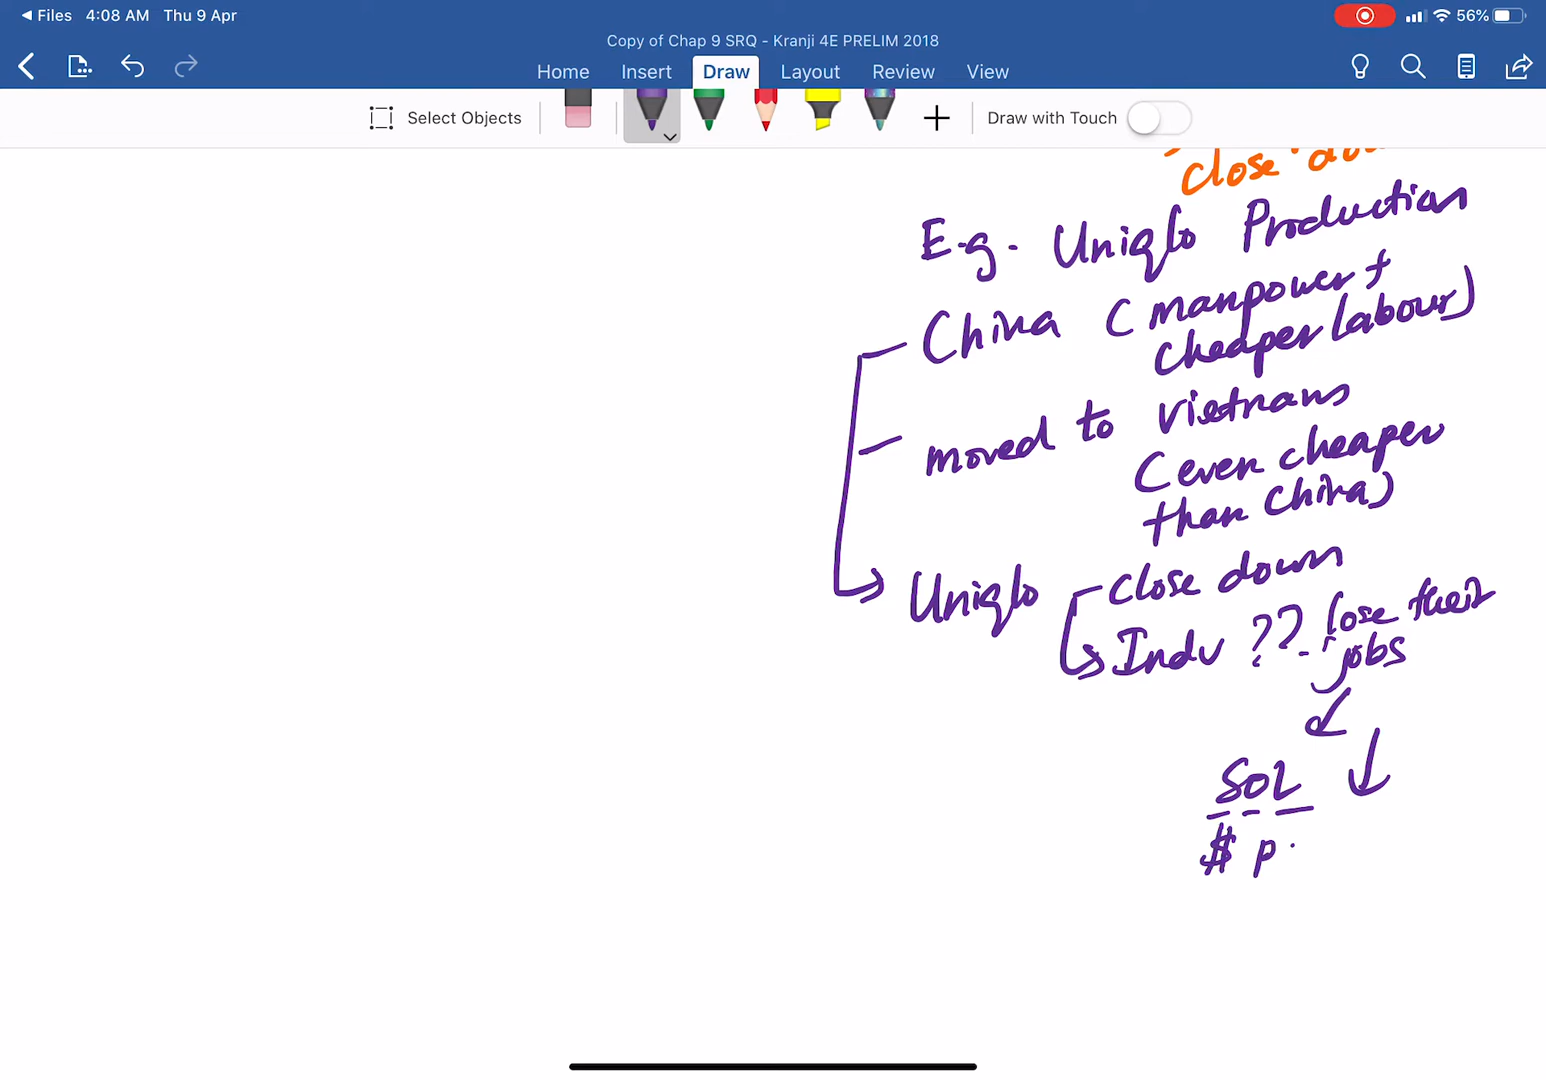 Files 4:08 AM Thu 9 Apr 56%
Copy of Chap 9 SRQ - Kranji 4E PRELIM 2018
Home Insert Draw Layout Review View
Select Objects Draw with Touch
close
E.g. Uniqlo Production
China (manpower +
cheaper labour)
moved to
(even cheaper
than China)
Uniqlo close down
Indv ?? lose their
jobs
SOL
$ p